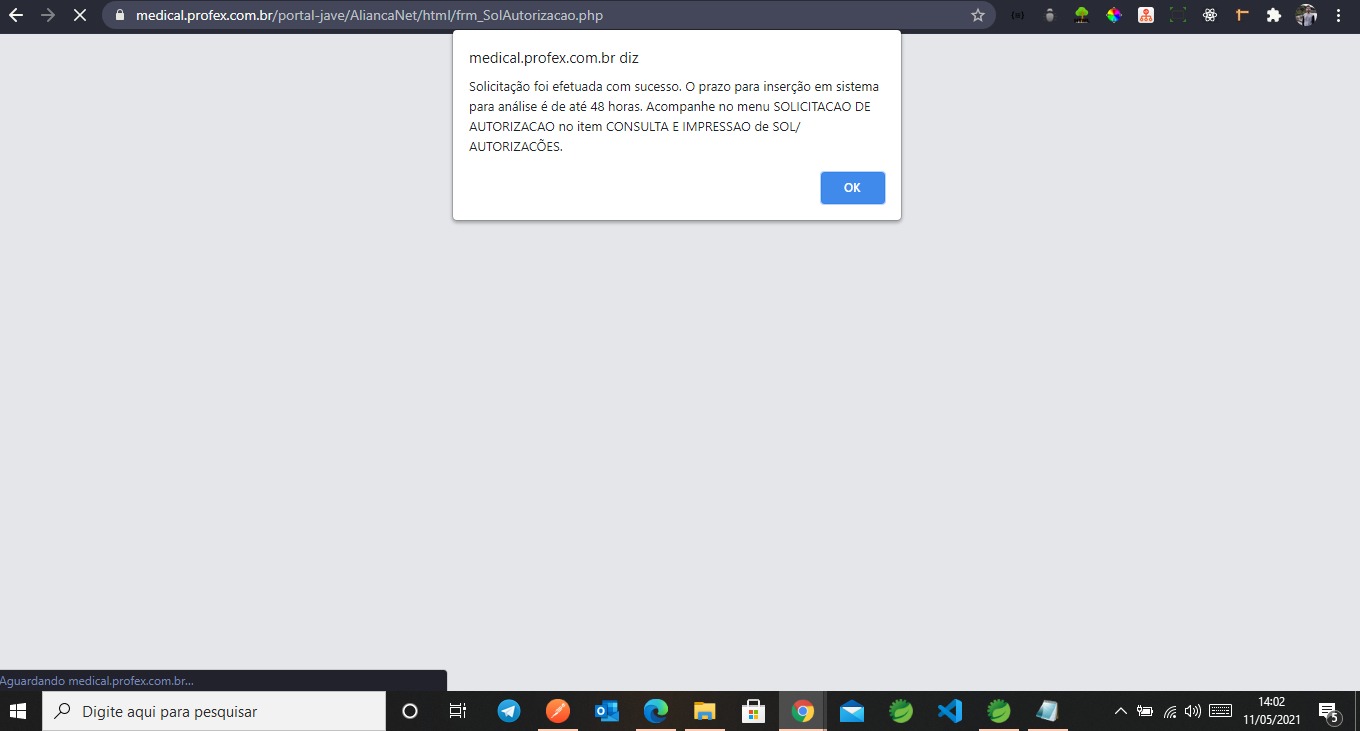 medical.profex.com.br/portal-jave/AliancaNet/html/frm_SolAutorizacao.php
medical.profex.com.br diz
Solicitação foi efetuada com sucesso. O prazo para inserção em sistema
para análise é de até 48 horas. Acompanhe no menu SOLICITACAO DE
AUTORIZACAO no item CONSULTA E IMPRESSAO de SOL/
AUTORIZACÕES.
OK
Aguardando medical.profex.com.br...
Digite aqui para pesquisar
14:02
11/05/2021
5